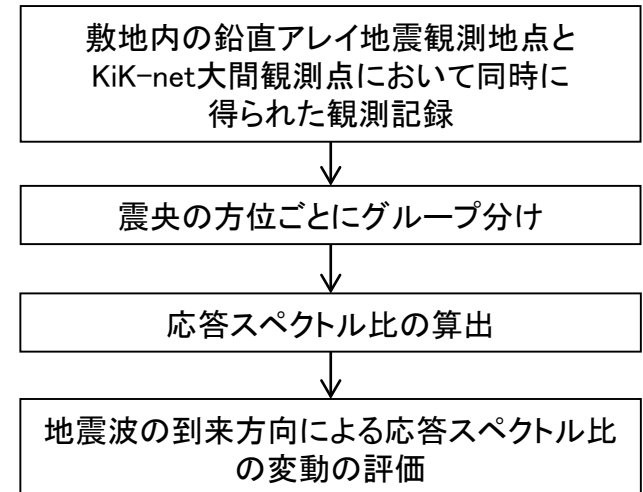 敷地内の鉛直アレイ地震観測地点と
KiK-net大間観測点において同時に
得られた観測記録
震央の方位ごとにグループ分け
応答スペクトル比の算出
地震波の到来方向による応答スペクトル比
の変動の評価